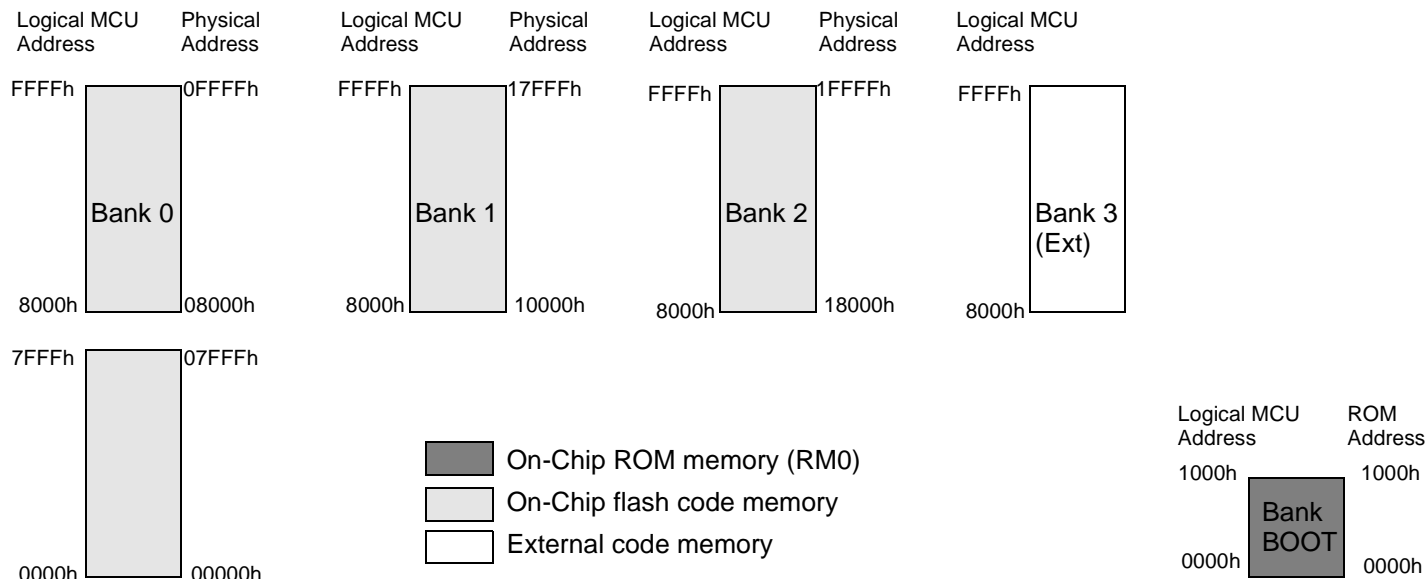 Logical MCU
Address
Physical
Address
Logical MCU
Address
Physical
Address
Logical MCU
Address
Physical
Address
Logical MCU
Address
FFFFh
0FFFFh
FFFFh
17FFFh
FFFFh
1FFFFh
FFFFh
Bank 0
Bank 1
Bank 2
Bank 3
(Ext)
8000h
08000h
8000h
10000h
8000h
18000h
8000h
7FFFh
07FFFh
0000h
00000h
On-Chip ROM memory (RM0)
On-Chip flash code memory
External code memory
Logical MCU
Address
ROM
Address
1000h
1000h
Bank
BOOT
0000h
0000h